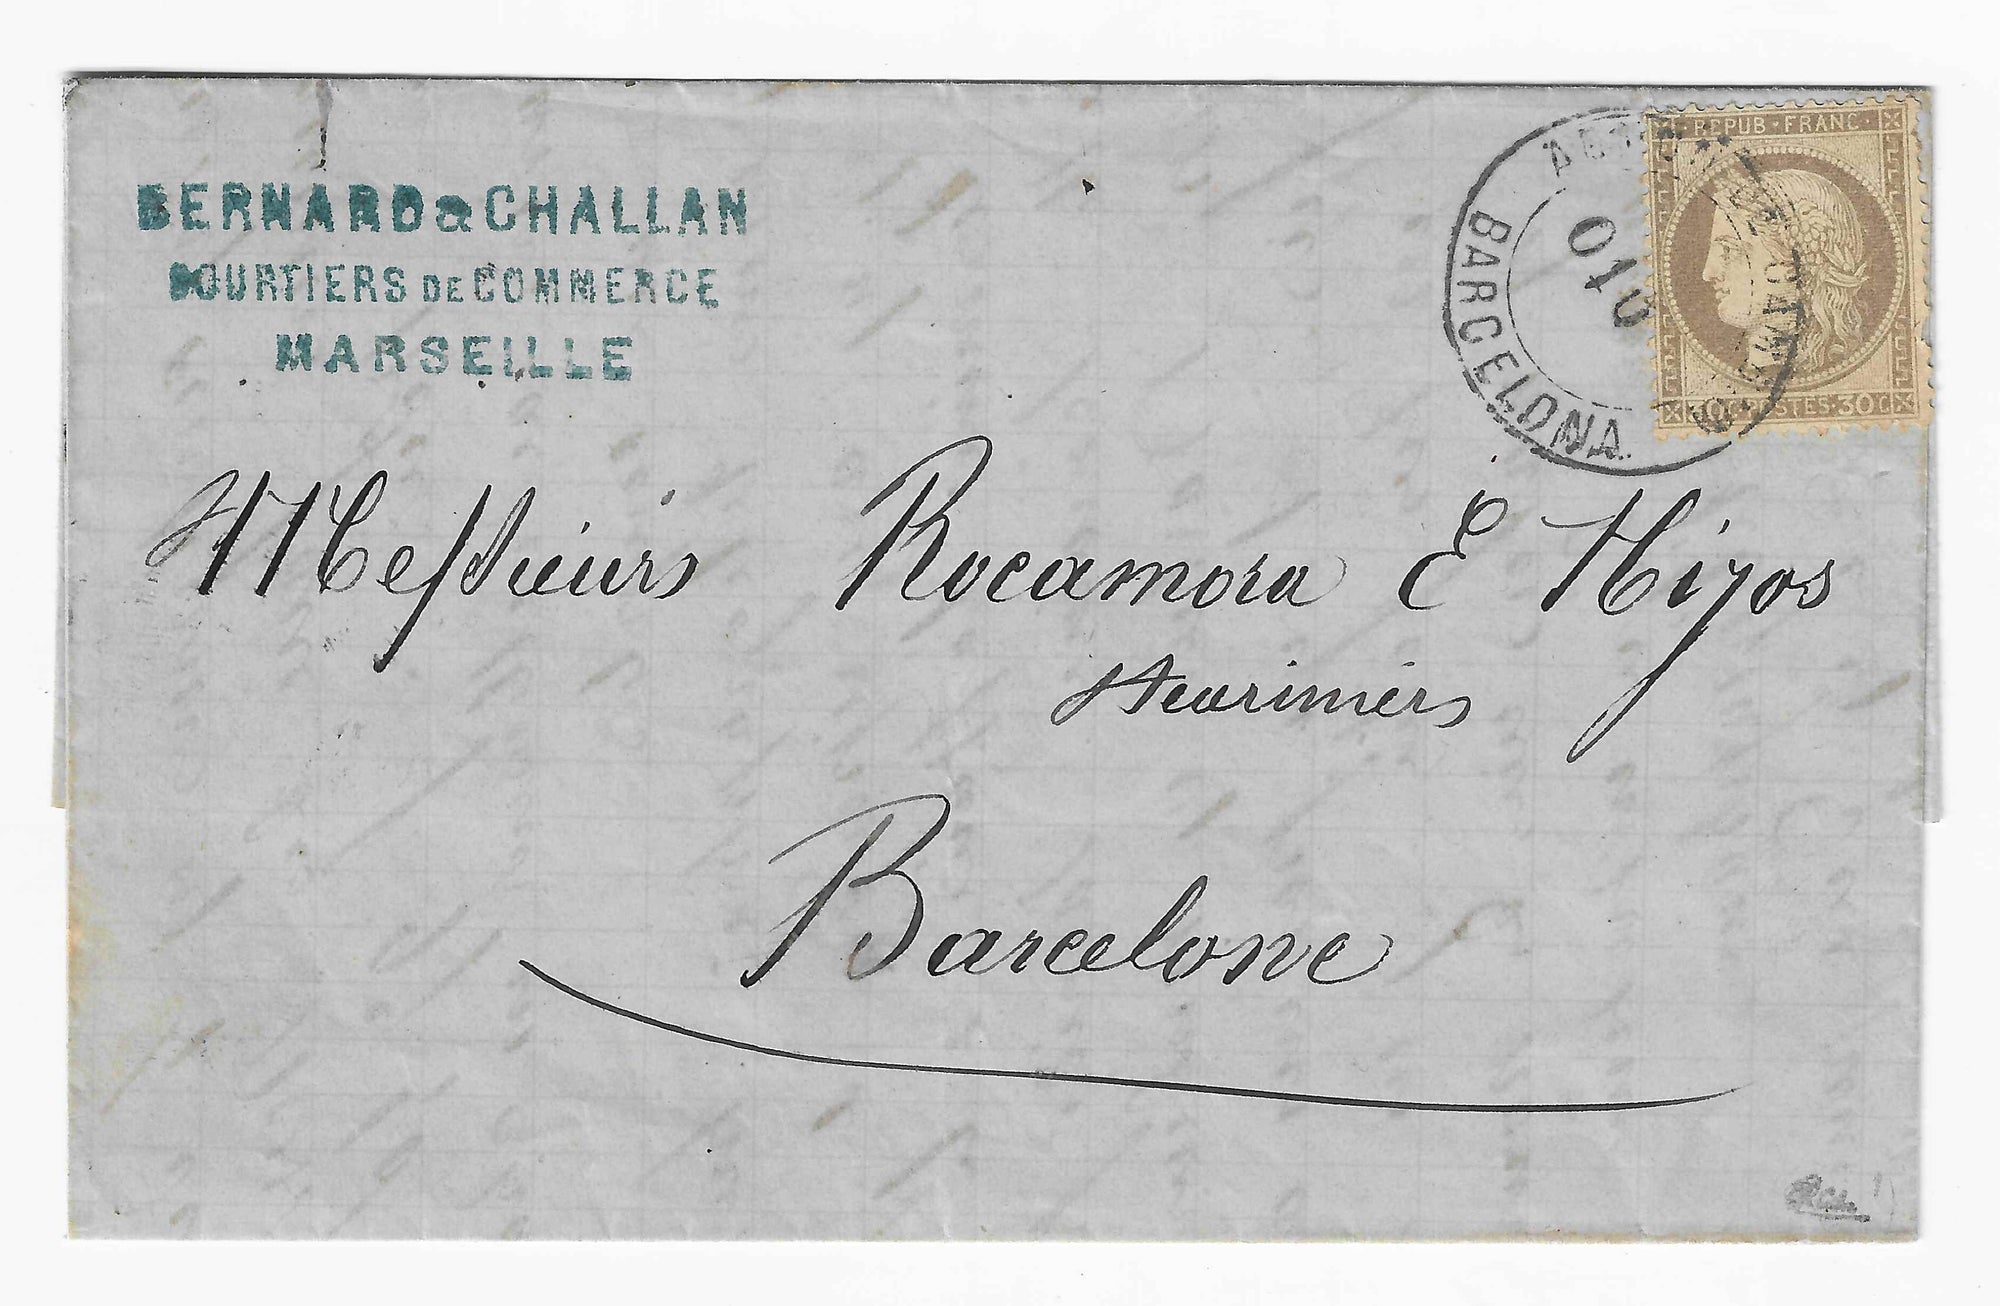 BERNARD & CHALLAN
COURTIERS DE COMMERCE
MARSEILLE
REPUB · FRANC
BARCELONA
POSTES · 30 C
Messieurs Rocamora É Hijos
Barcelone